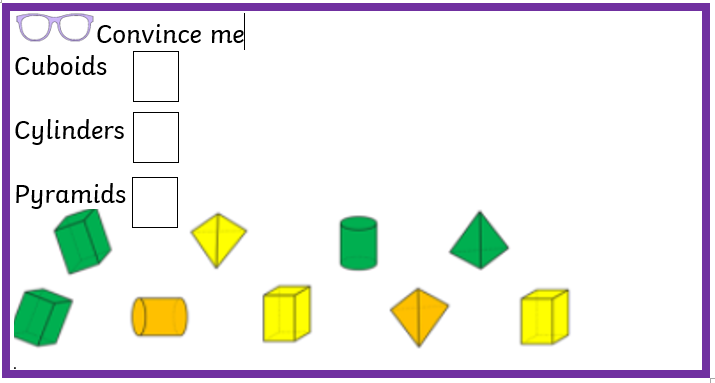 Convince me
Cuboids
Cylinders
Pyramids
.